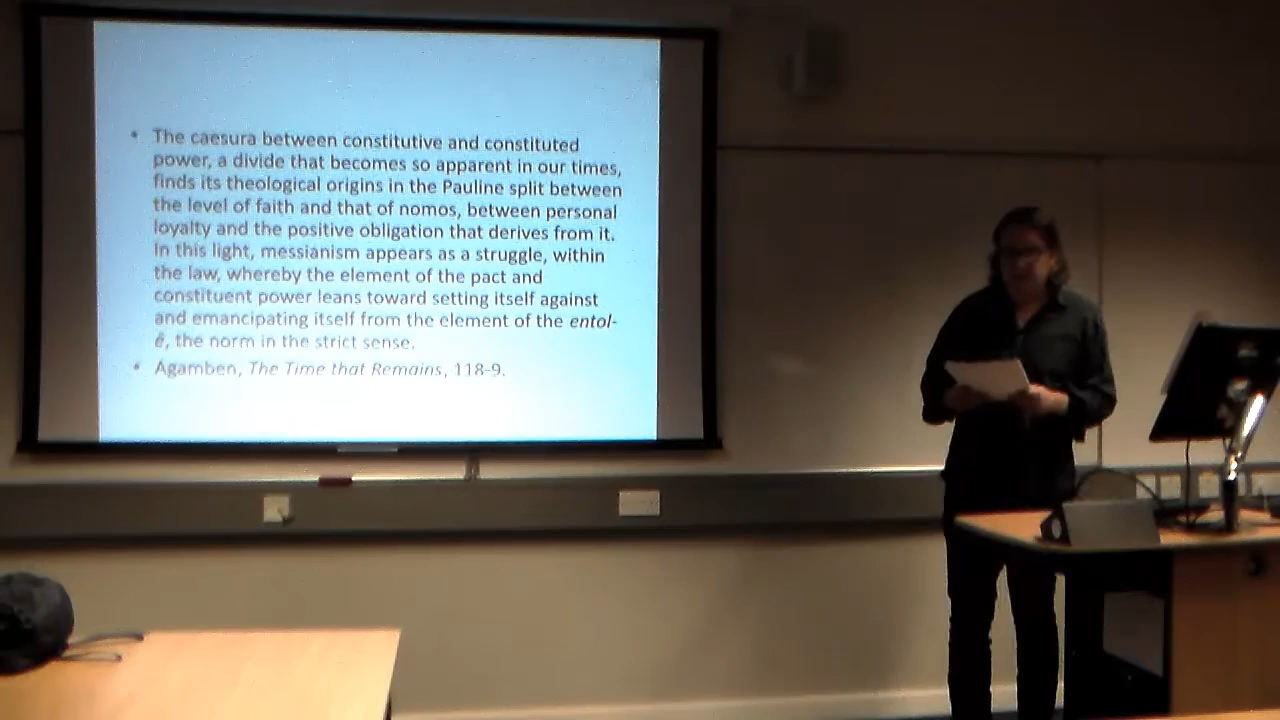 • The caesura between constitutive and constituted
power, a divide that becomes so apparent in our times,
finds its theological origins in the Pauline split between
the level of faith and that of nomos, between personal
loyalty and the positive obligation that derives from it.
In this light, messianism appears as a struggle, within
the law, whereby the element of the pact and
constituent power leans toward setting itself against
and emancipating itself from the element of the entol-
ē, the norm in the strict sense.
• Agamben, The Time that Remains, 118-9.